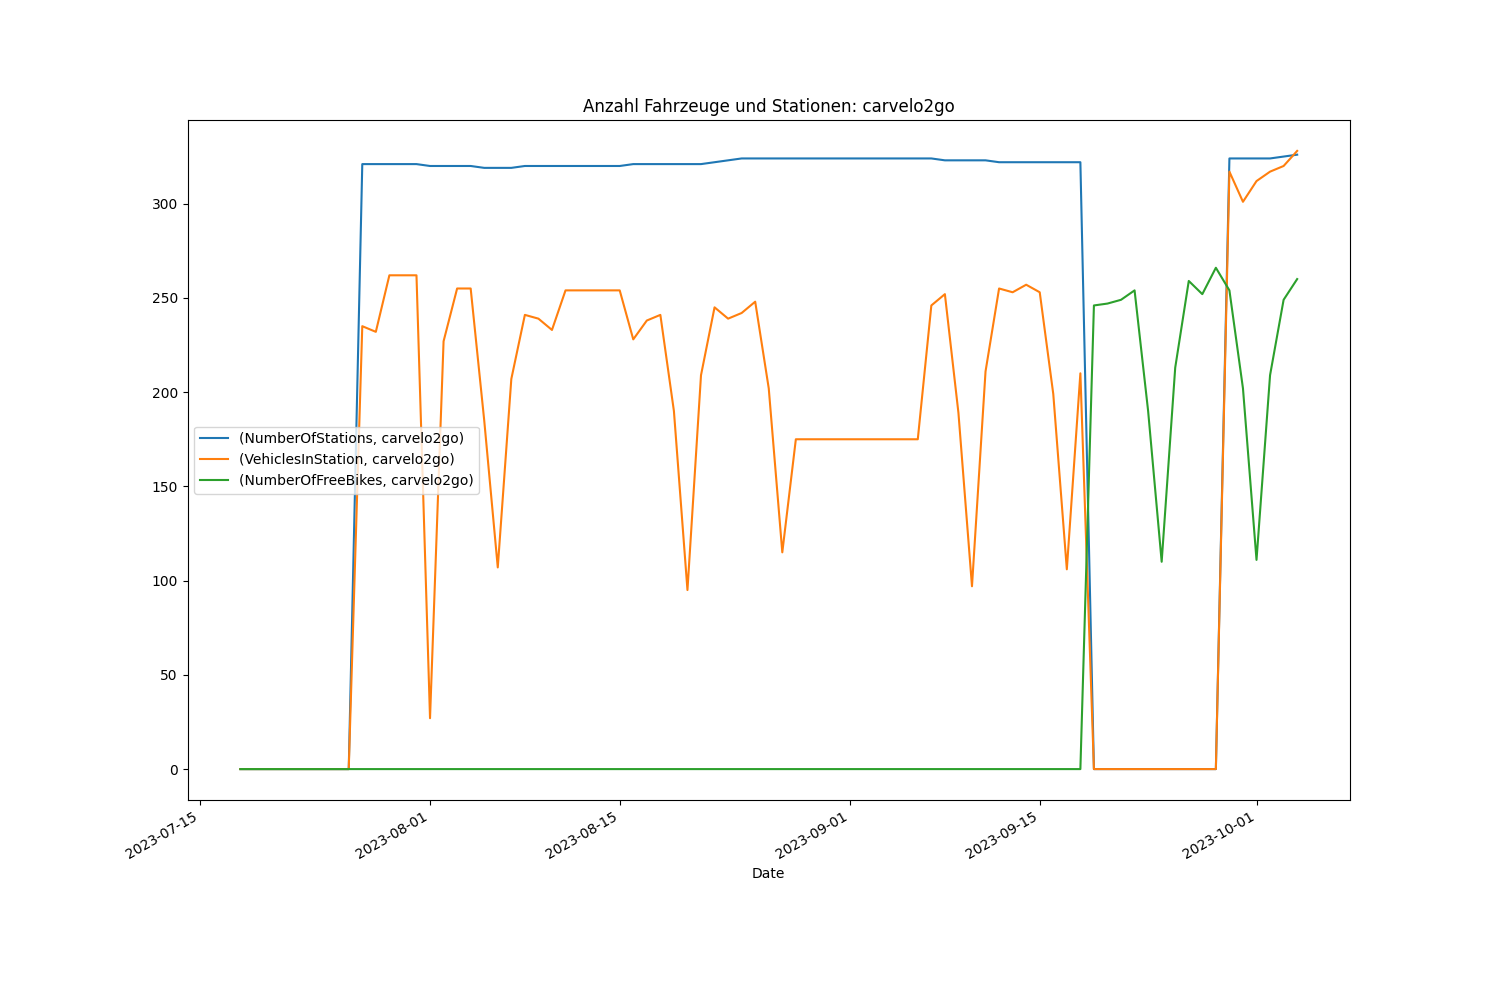 Anzahl Fahrzeuge und Stationen: carvelo2go
300
250
200
150
100
50
0
(NumberOfStations, carvelo2go)
(VehiclesInStation, carvelo2go)
(NumberOfFreeBikes, carvelo2go)
2023-07-15
2023-08-01
2023-08-15
2023-09-01
2023-09-15
2023-10-01
Date